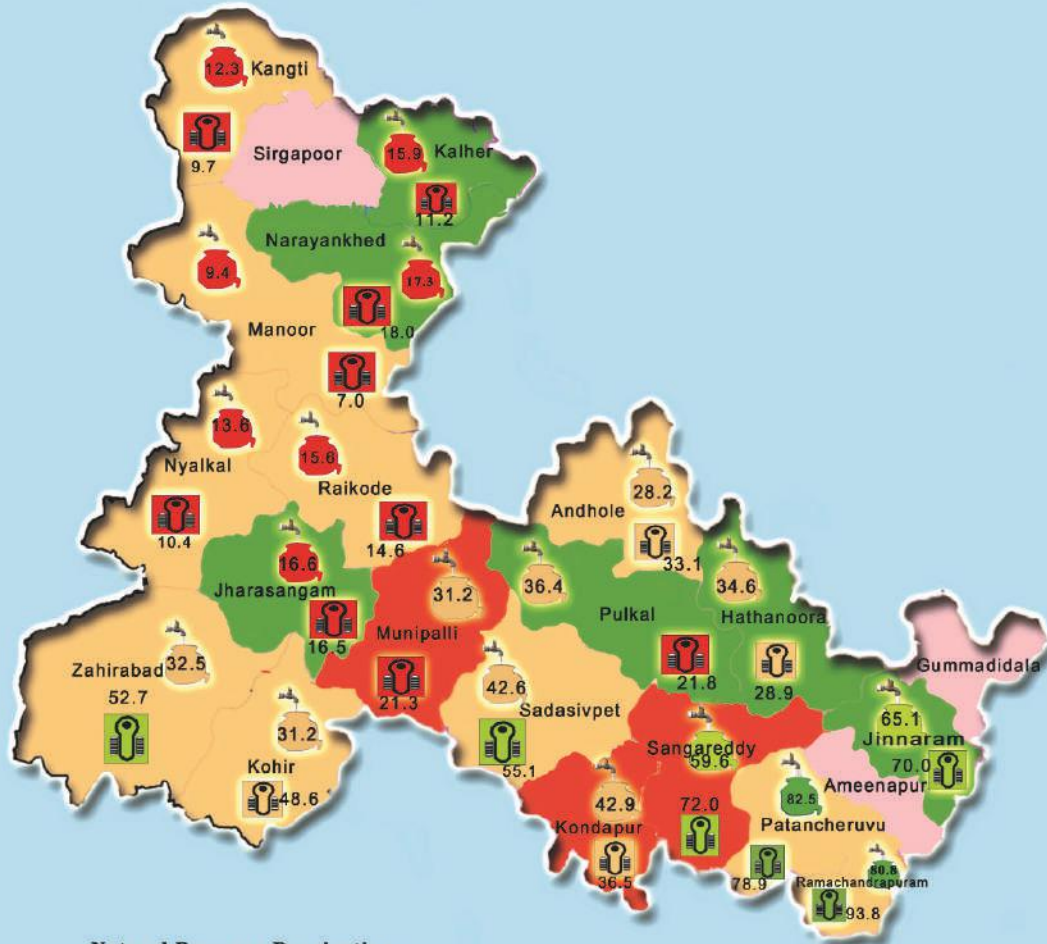 12.3 Kangti
9.7
Sirgapoor
15.9 Kalher
11.2
Narayankhed
9.4
17.3
18.0
Manoor
7.0
13.6
15.6
Nyalkal
Raikode
10.4
14.6
28.2
Andhole
33.1
16.6
Jharasangam
16.5
31.2
Munipalli
21.3
36.4
34.6
Pulkal
Hathanoora
21.8
28.9
Gummadidala
32.5
Zahirabad
52.7
42.6
Sadasivpet
55.1
31.2
Kohir
48.6
65.1
Jinnaram
70.0
Sangareddy
59.6
72.0
Ameenapur
42.9
Kondapur
36.5
82.5
Patancheruvu
78.9
80.8
Ramachandrapuram
93.8